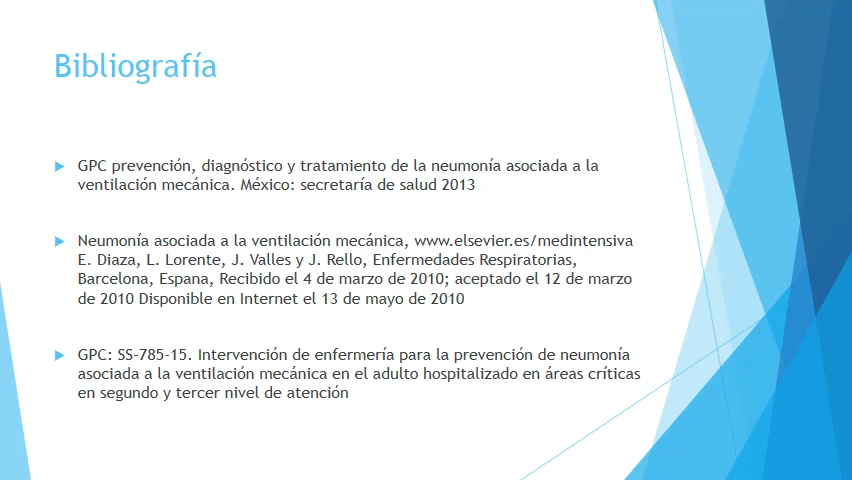 Bibliografía
GPC prevención, diagnóstico y tratamiento de la neumonía asociada a la
ventilación mecánica. México: secretaría de salud 2013
Neumonía asociada a la ventilación mecánica, www.elsevier.es/medintensiva
E. Diaza, L. Lorente, J. Valles y J. Rello, Enfermedades Respiratorias,
Barcelona, Espana, Recibido el 4 de marzo de 2010; aceptado el 12 de marzo
de 2010 Disponible en Internet el 13 de mayo de 2010
GPC: SS-785-15. Intervención de enfermería para la prevención de neumonía
asociada a la ventilación mecánica en el adulto hospitalizado en áreas críticas
en segundo y tercer nivel de atención